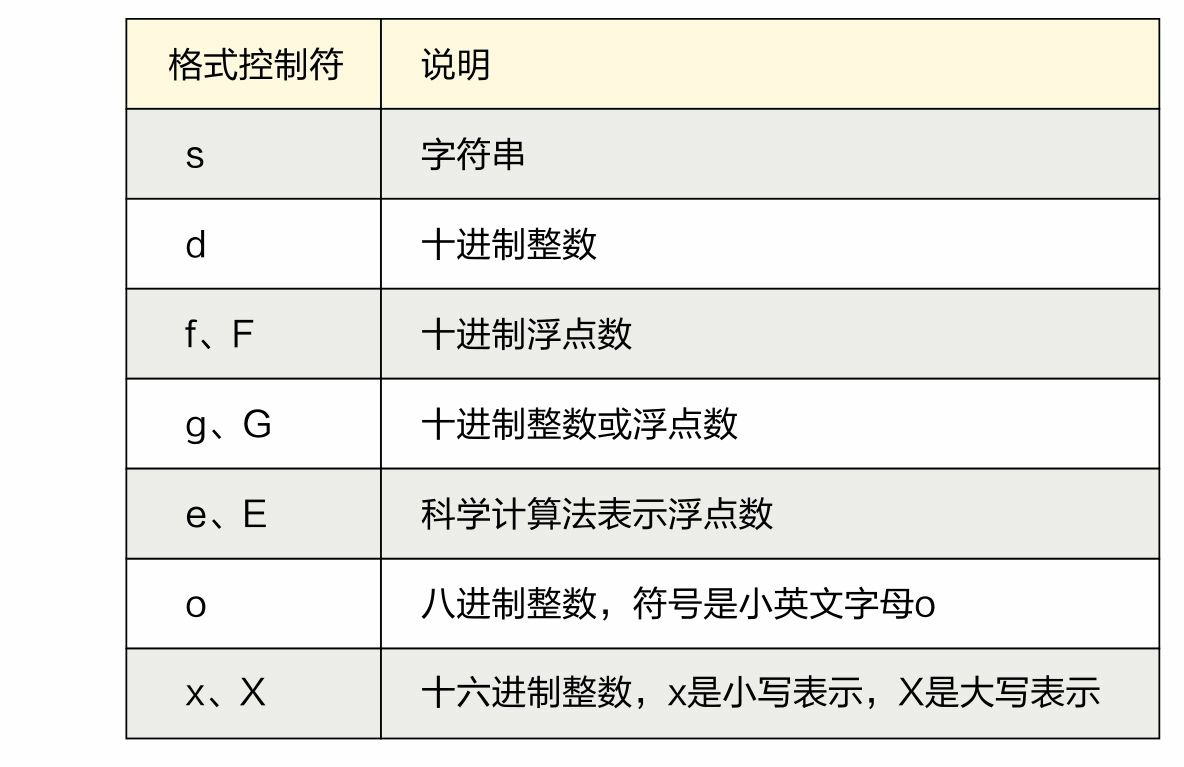 格式控制符 说明
s 字符串
d 十进制整数
f、F 十进制浮点数
g、G 十进制整数或浮点数
e、E 科学计算法表示浮点数
o 八进制整数，符号是小英文字母o
x、X 十六进制整数，x是小写表示，X是大写表示